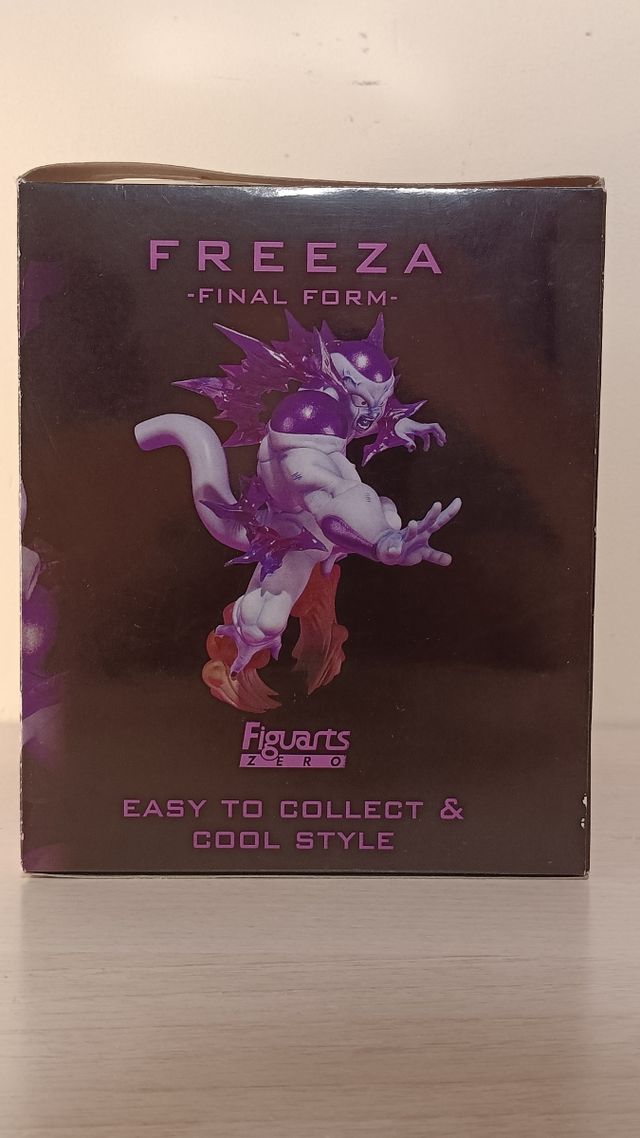 FREEZA
-FINAL FORM-
Figuarts
ZERO
EASY TO COLLECT &
COOL STYLE